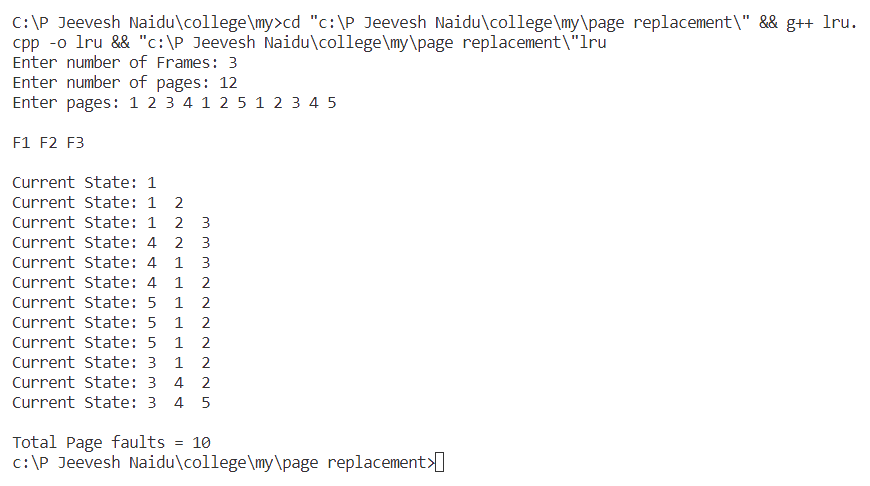 C:\P Jeevesh Naidu\college\my>cd "c:\P Jeevesh Naidu\college\my\page replacement\" && g++ lru.
cpp -o lru && "c:\P Jeevesh Naidu\college\my\page replacement\"lru
Enter number of Frames: 3
Enter number of pages: 12
Enter pages: 1 2 3 4 1 2 5 1 2 3 4 5
F1 F2 F3
Current State: 1
Current State: 1  2
Current State: 1  2  3
Current State: 4  2  3
Current State: 4  1  3
Current State: 4  1  2
Current State: 5  1  2
Current State: 5  1  2
Current State: 5  1  2
Current State: 3  1  2
Current State: 3  4  2
Current State: 3  4  5
Total Page faults = 10
c:\P Jeevesh Naidu\college\my\page replacement>